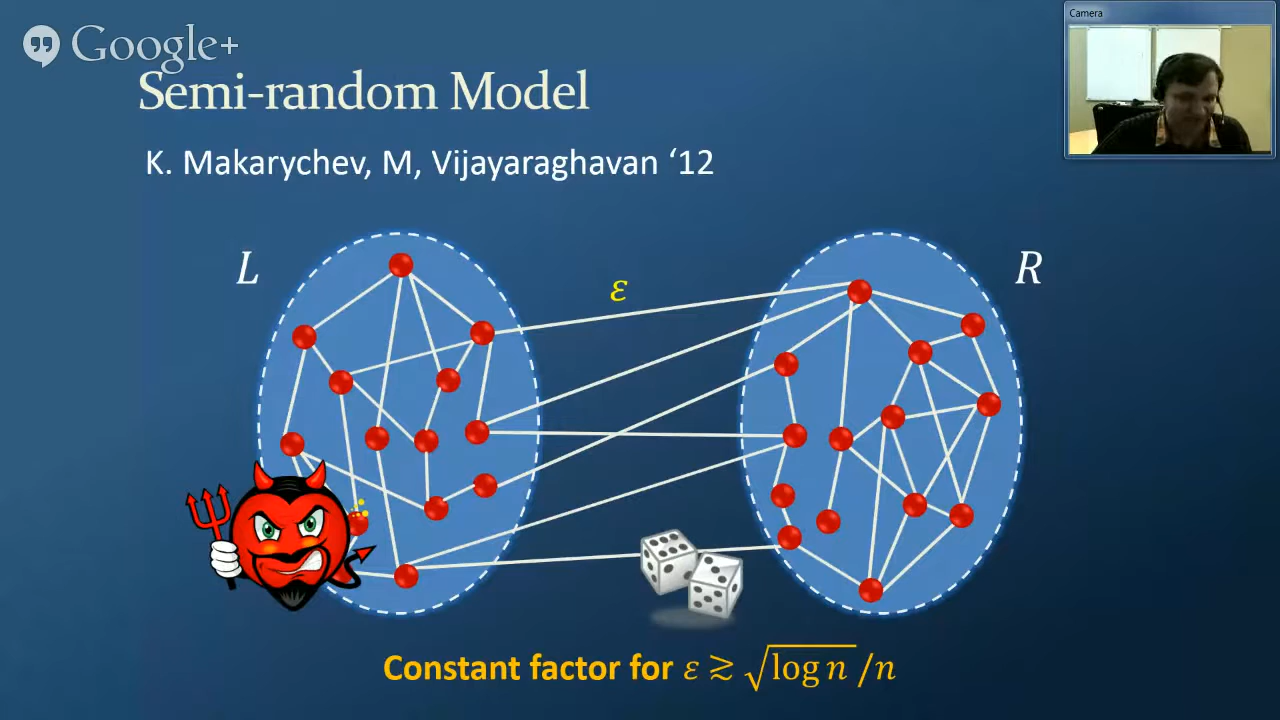 Google+
Camera
Semi-random Model
K. Makarychev, M, Vijayaraghavan ‘12
L
ε
R
Constant factor for ε ≳ √log n /n